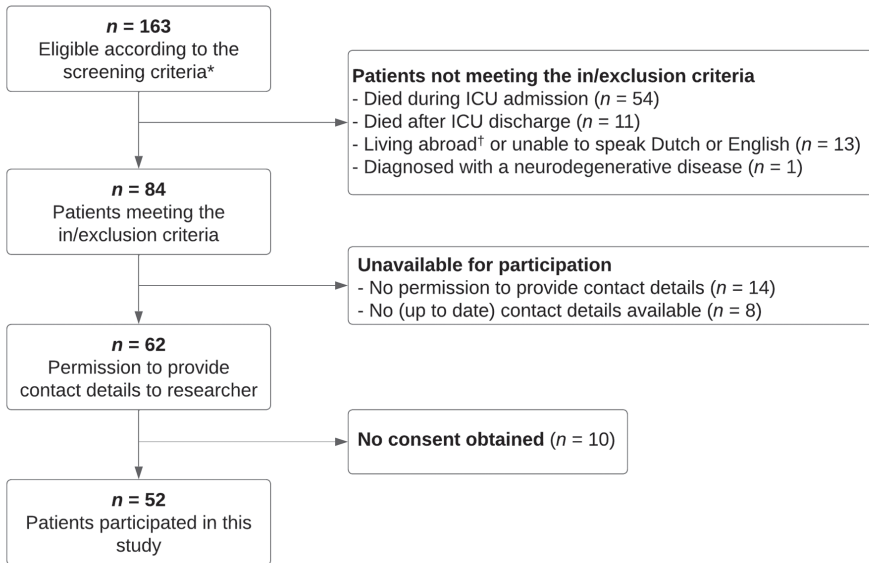 n = 163
Eligible according to the
screening criteria*
Patients not meeting the in/exclusion criteria
- Died during ICU admission (n = 54)
- Died after ICU discharge (n = 11)
- Living abroad† or unable to speak Dutch or English (n = 13)
- Diagnosed with a neurodegenerative disease (n = 1)
n = 84
Patients meeting the
in/exclusion criteria
Unavailable for participation
- No permission to provide contact details (n = 14)
- No (up to date) contact details available (n = 8)
n = 62
Permission to provide
contact details to researcher
No consent obtained (n = 10)
n = 52
Patients participated in this
study